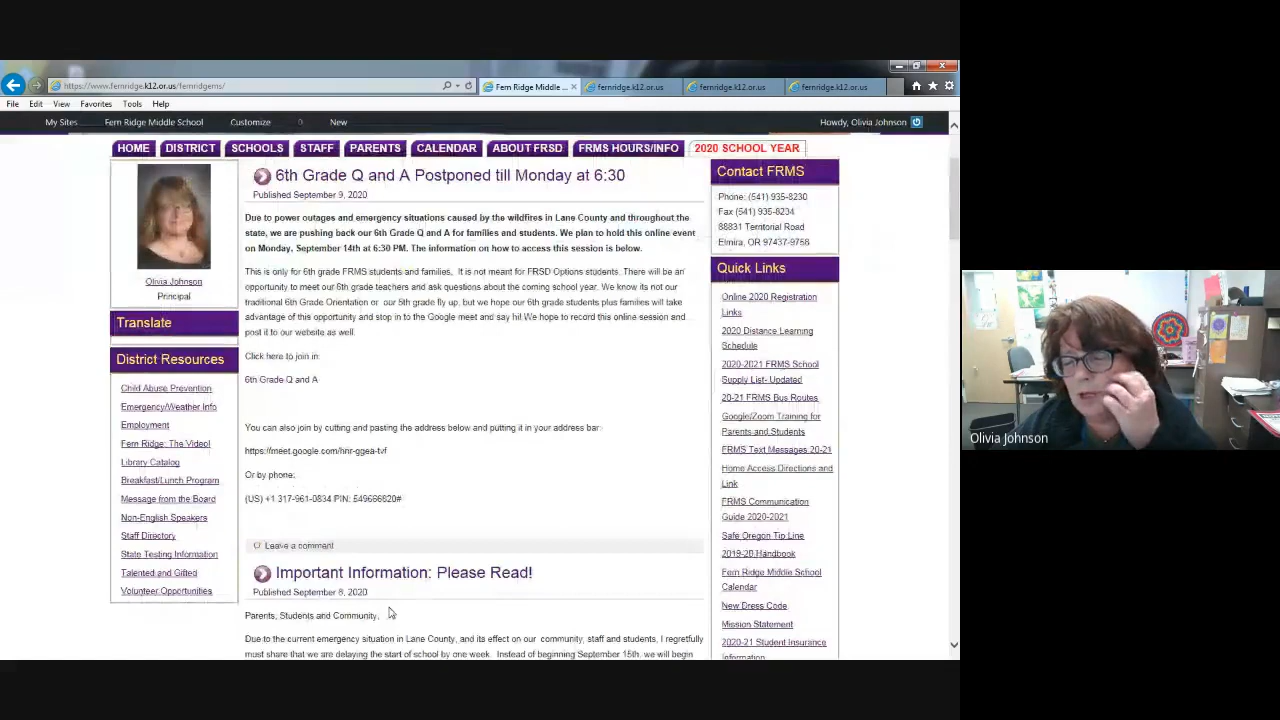 https://www.fernridge.k12.or.us/fernridgems/
Fern Ridge Middle ...
fernridge.k12.or.us
fernridge.k12.or.us
fernridge.k12.or.us
File Edit View Favorites Tools Help
My Sites Fern Ridge Middle School Customize 0 New Howdy, Olivia Johnson
HOME DISTRICT SCHOOLS STAFF PARENTS CALENDAR ABOUT FRSD FRMS HOURS/INFO 2020 SCHOOL YEAR
Olivia Johnson
Principal
Translate
District Resources
Child Abuse Prevention
Emergency/Weather Info
Employment
Fern Ridge: The Video!
Library Catalog
Breakfast/Lunch Program
Message from the Board
Non-English Speakers
Staff Directory
State Testing Information
Talented and Gifted
Volunteer Opportunities
6th Grade Q and A Postponed till Monday at 6:30
Published September 9, 2020
Due to power outages and emergency situations caused by the wildfires in Lane County and throughout the
state, we are pushing back our 6th Grade Q and A for families and students. We plan to hold this online event
on Monday, September 14th at 6:30 PM. The information on how to access this session is below.
This is only for 6th grade FRMS students and families, It is not meant for FRSD Options students. There will be an
opportunity to meet our 6th grade teachers and ask questions about the coming school year. We know its not our
traditional 6th Grade Orientation or our 5th grade fly up, but we hope our 6th grade students plus families will take
advantage of this opportunity and stop in to the Google meet and say hi! We hope to record this online session and
post it to our website as well.
Click here to join in:
6th Grade Q and A
You can also join by cutting and pasting the address below and putting it in your address bar:
https://meet.google.com/hnr-ggea-tvf
Or by phone:
(US) +1 317-961-0834 PIN: 549666820#
Leave a comment
Important Information: Please Read!
Published September 8, 2020
Parents, Students and Community,
Due to the current emergency situation in Lane County, and its effect on our community, staff and students, I regretfully
must share that we are delaying the start of school by one week. Instead of beginning September 15th, we will begin
Contact FRMS
Phone: (541) 935-8230
Fax (541) 935-8234
88831 Territorial Road
Elmira, OR 97437-9756
Quick Links
Online 2020 Registration
Links
2020 Distance Learning
Schedule
2020-2021 FRMS School
Supply List- Updated
20-21 FRMS Bus Routes
Google/Zoom Training for
Parents and Students
FRMS Text Messages 20-21
Home Access Directions and
Link
FRMS Communication
Guide 2020-2021
Safe Oregon Tip Line
2019-20 Handbook
Fern Ridge Middle School
Calendar
New Dress Code
Mission Statement
2020-21 Student Insurance
Information
Olivia Johnson